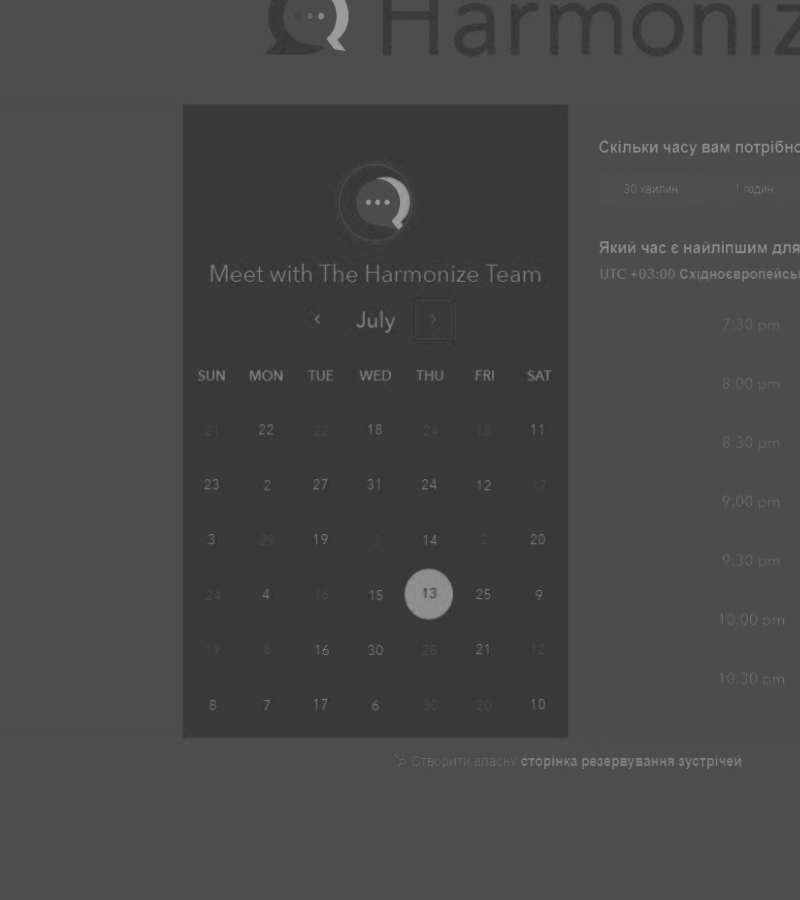 Harmoniz
Meet with The Harmonize Team
July
SUN MON TUE WED THU FRI SAT
21 22 22 18 24 18 11
23 2 27 31 24 12 17
3 29 19 3 14 2 20
24 4 16 15 13 25 9
19 8 16 30 26 21 12
8 7 17 6 30 20 10
Скільки часу вам потрібно
30 хвилин 1 годин
Який час є найліпшим для
UTC +03:00 Східноєвропейсь
7:30 pm
8:00 pm
8:30 pm
9:00 pm
9:30 pm
10:00 pm
10:30 pm
Створити власну сторінка резервування зустрічей